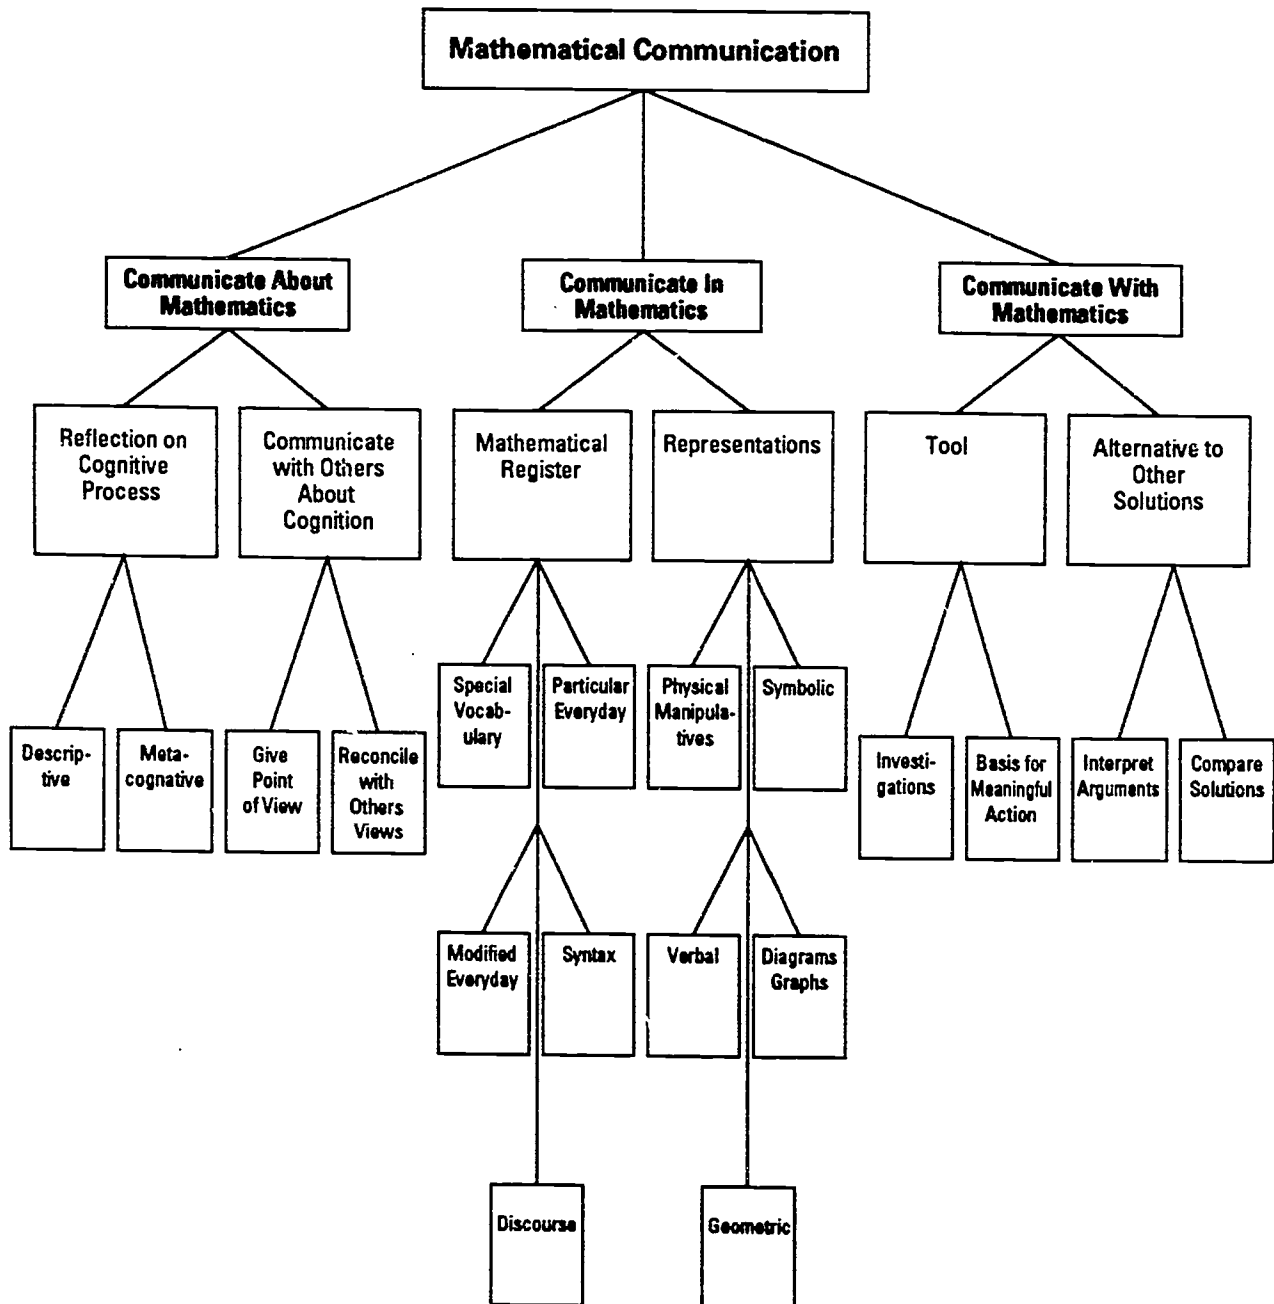 Mathematical Communication
Communicate About
Mathematics
Communicate In
Mathematics
Communicate With
Mathematics
Reflection on
Cognitive
Process
Communicate
with Others
About
Cognition
Mathematical
Register
Representations
Tool
Alternative to
Other
Solutions
Special
Vocab-
ulary
Particular
Everyday
Physical
Manipula-
tives
Symbolic
Descrip-
tive
Meta-
cognitive
Give
Point
of View
Reconcile
with
Others
Views
Investi-
gations
Basis for
Meaningful
Action
Interpret
Arguments
Compare
Solutions
Modified
Everyday
Syntax
Verbal
Diagrams
Graphs
Discourse
Geometric